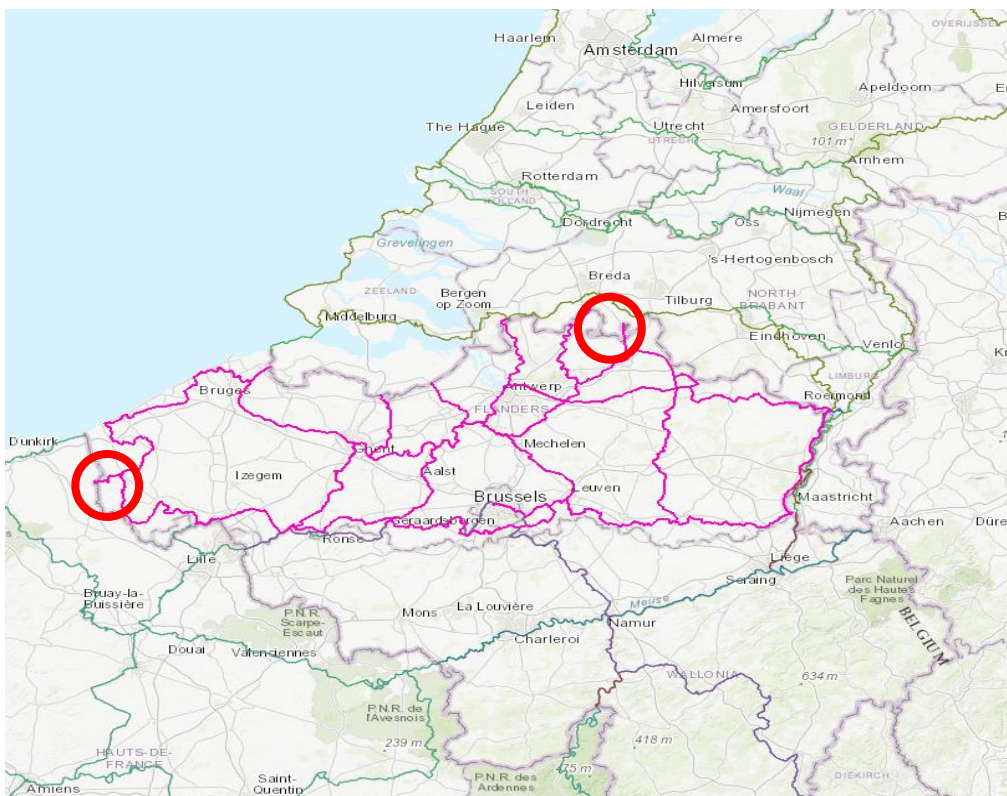 OVERIJSSE
Haarlem
Almere
Amsterdam
Hilversum
Apeldoorn
Leiden
Amersfoort
The Hague
Utrecht
UTRECHT
GELDERLAND
101 m
Arnhem
Rotterdam
SOUTH
HOLLAND
Waal
Nijmegen
Dordrecht
Oss
Grevelingen
's-Hertogenbosch
Breda
ZEELAND
Bergen
op Zoom
Tilburg
NORTH
BRABANT
Middelburg
Eindhoven
Venlo
LIMBURG
Bruges
Antwerp
Roermond
FLANDERS
Dunkirk
Ghent
Mechelen
Izegem
Aalst
Brussels
Leuven
Maastricht
Geraardsbergen
Aachen
Düre
Ronse
Lille
Liège
Seraing
Bruay-la-
Buissière
P.N.R.
Scarpe-
Escaut
Mons
La Louvière
Meuse
Parc Naturel
des Hautes
Fagnes
BELGIUM
Namur
Charleroi
Douai
Valenciennes
WALLONIA
634 m
P.N.R. de
l'Avesnois
239 m
418 m
HAUTS-DE-
FRANCE
475 m
Saint-
Quentin
P.N.R. des
Ardennes
DIEKIRCH
Amiens